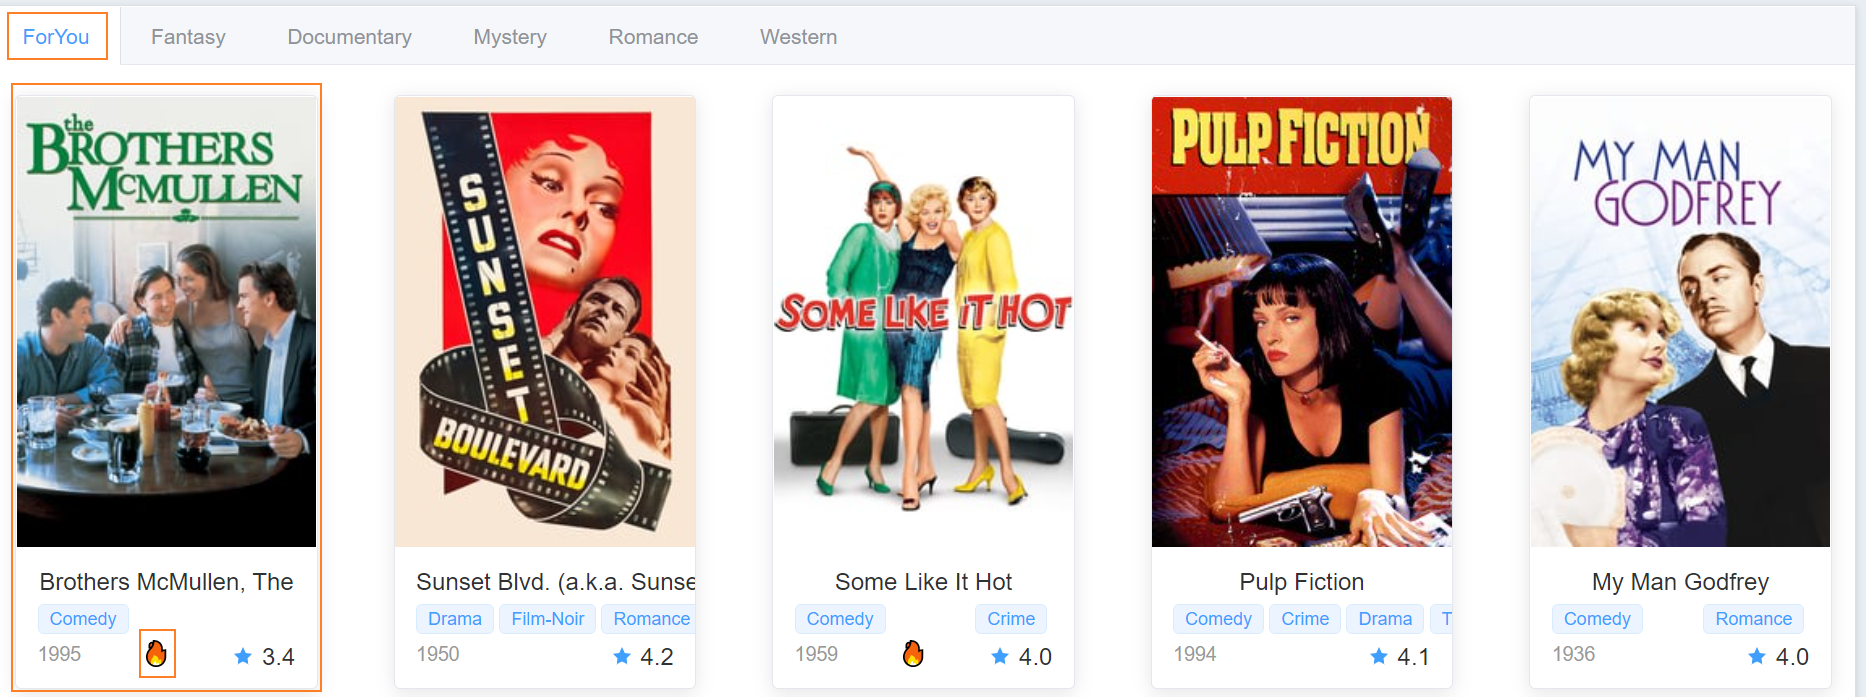 ForYou
Fantasy
Documentary
Mystery
Romance
Western
the
BROTHERS
MCMULLEN
SUNSET
BOULEVARD
SOME LIKE IT HOT
PULP FICTION
MY MAN
GODFREY
Brothers McMullen, The
Comedy
1995
3.4
Sunset Blvd. (a.k.a. Sunse
Drama
Film-Noir
Romance
1950
4.2
Some Like It Hot
Comedy
Crime
1959
4.0
Pulp Fiction
Comedy
Crime
Drama
T
1994
4.1
My Man Godfrey
Comedy
Romance
1936
4.0